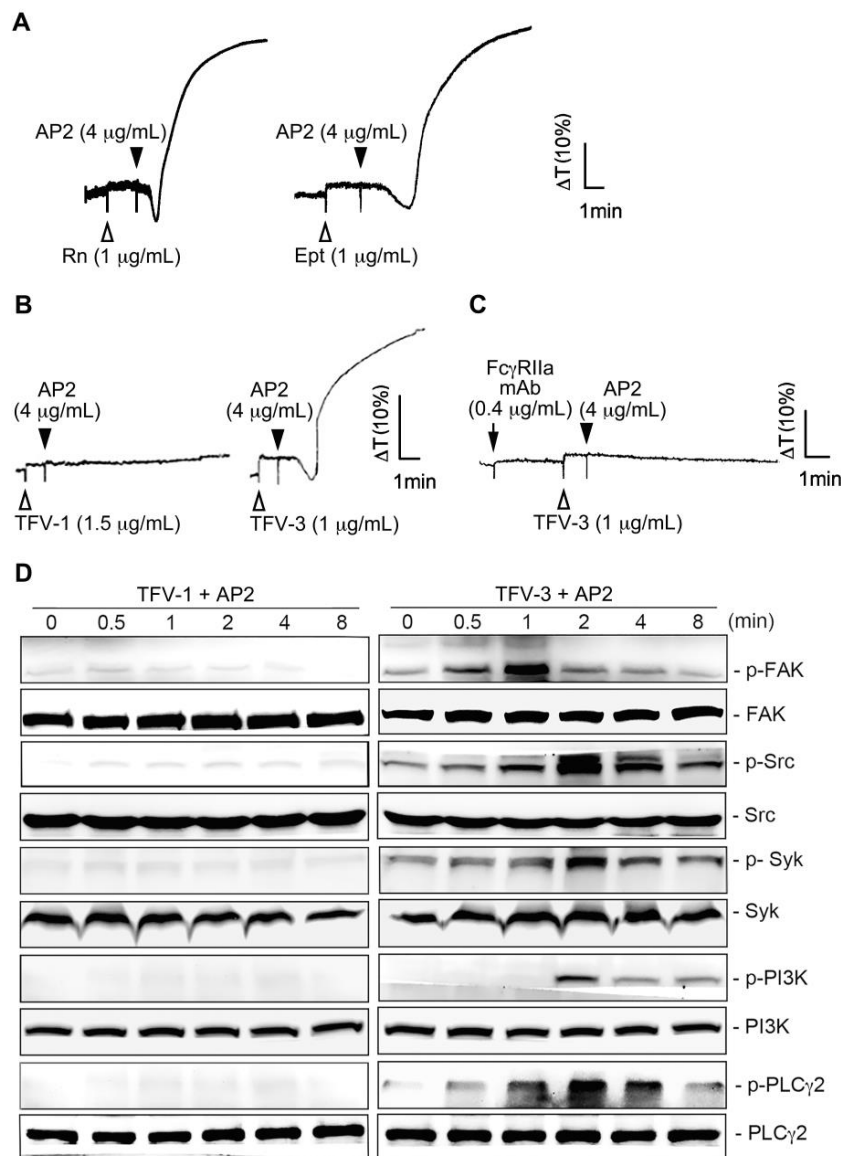 A
AP2 (4 µg/mL)
AP2 (4 µg/mL)
ΔT(10%)
1min
Rn (1 µg/mL)
Ept (1 µg/mL)
B
C
AP2
(4 µg/mL)
AP2
(4 µg/mL)
ΔT(10%)
1min
TFV-1 (1.5 µg/mL)
TFV-3 (1 µg/mL)
FcγRIIa
mAb
(0.4 µg/mL)
AP2
(4 µg/mL)
ΔT(10%)
1min
TFV-3 (1 µg/mL)
D
TFV-1 + AP2
TFV-3 + AP2
0 0.5 1 2 4 8
0 0.5 1 2 4 8 (min)
- p-FAK
- FAK
- p-Src
- Src
- p- Syk
- Syk
- p-PI3K
- PI3K
- p-PLCγ2
- PLCγ2